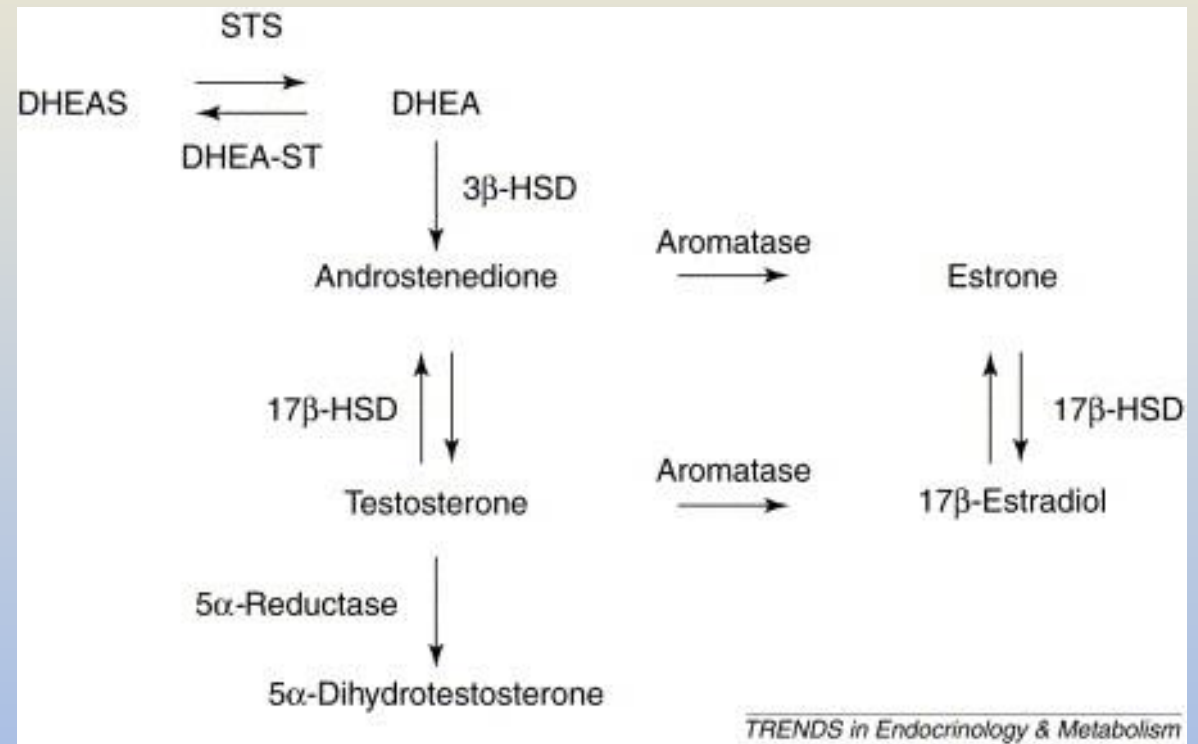 STS
DHEAS DHEA
DHEA-ST
3β-HSD
Aromatase
Androstenedione Estrone
17β-HSD 17β-HSD
Aromatase
Testosterone 17β-Estradiol
5α-Reductase
5α-Dihydrotestosterone
TRENDS in Endocrinology & Metabolism